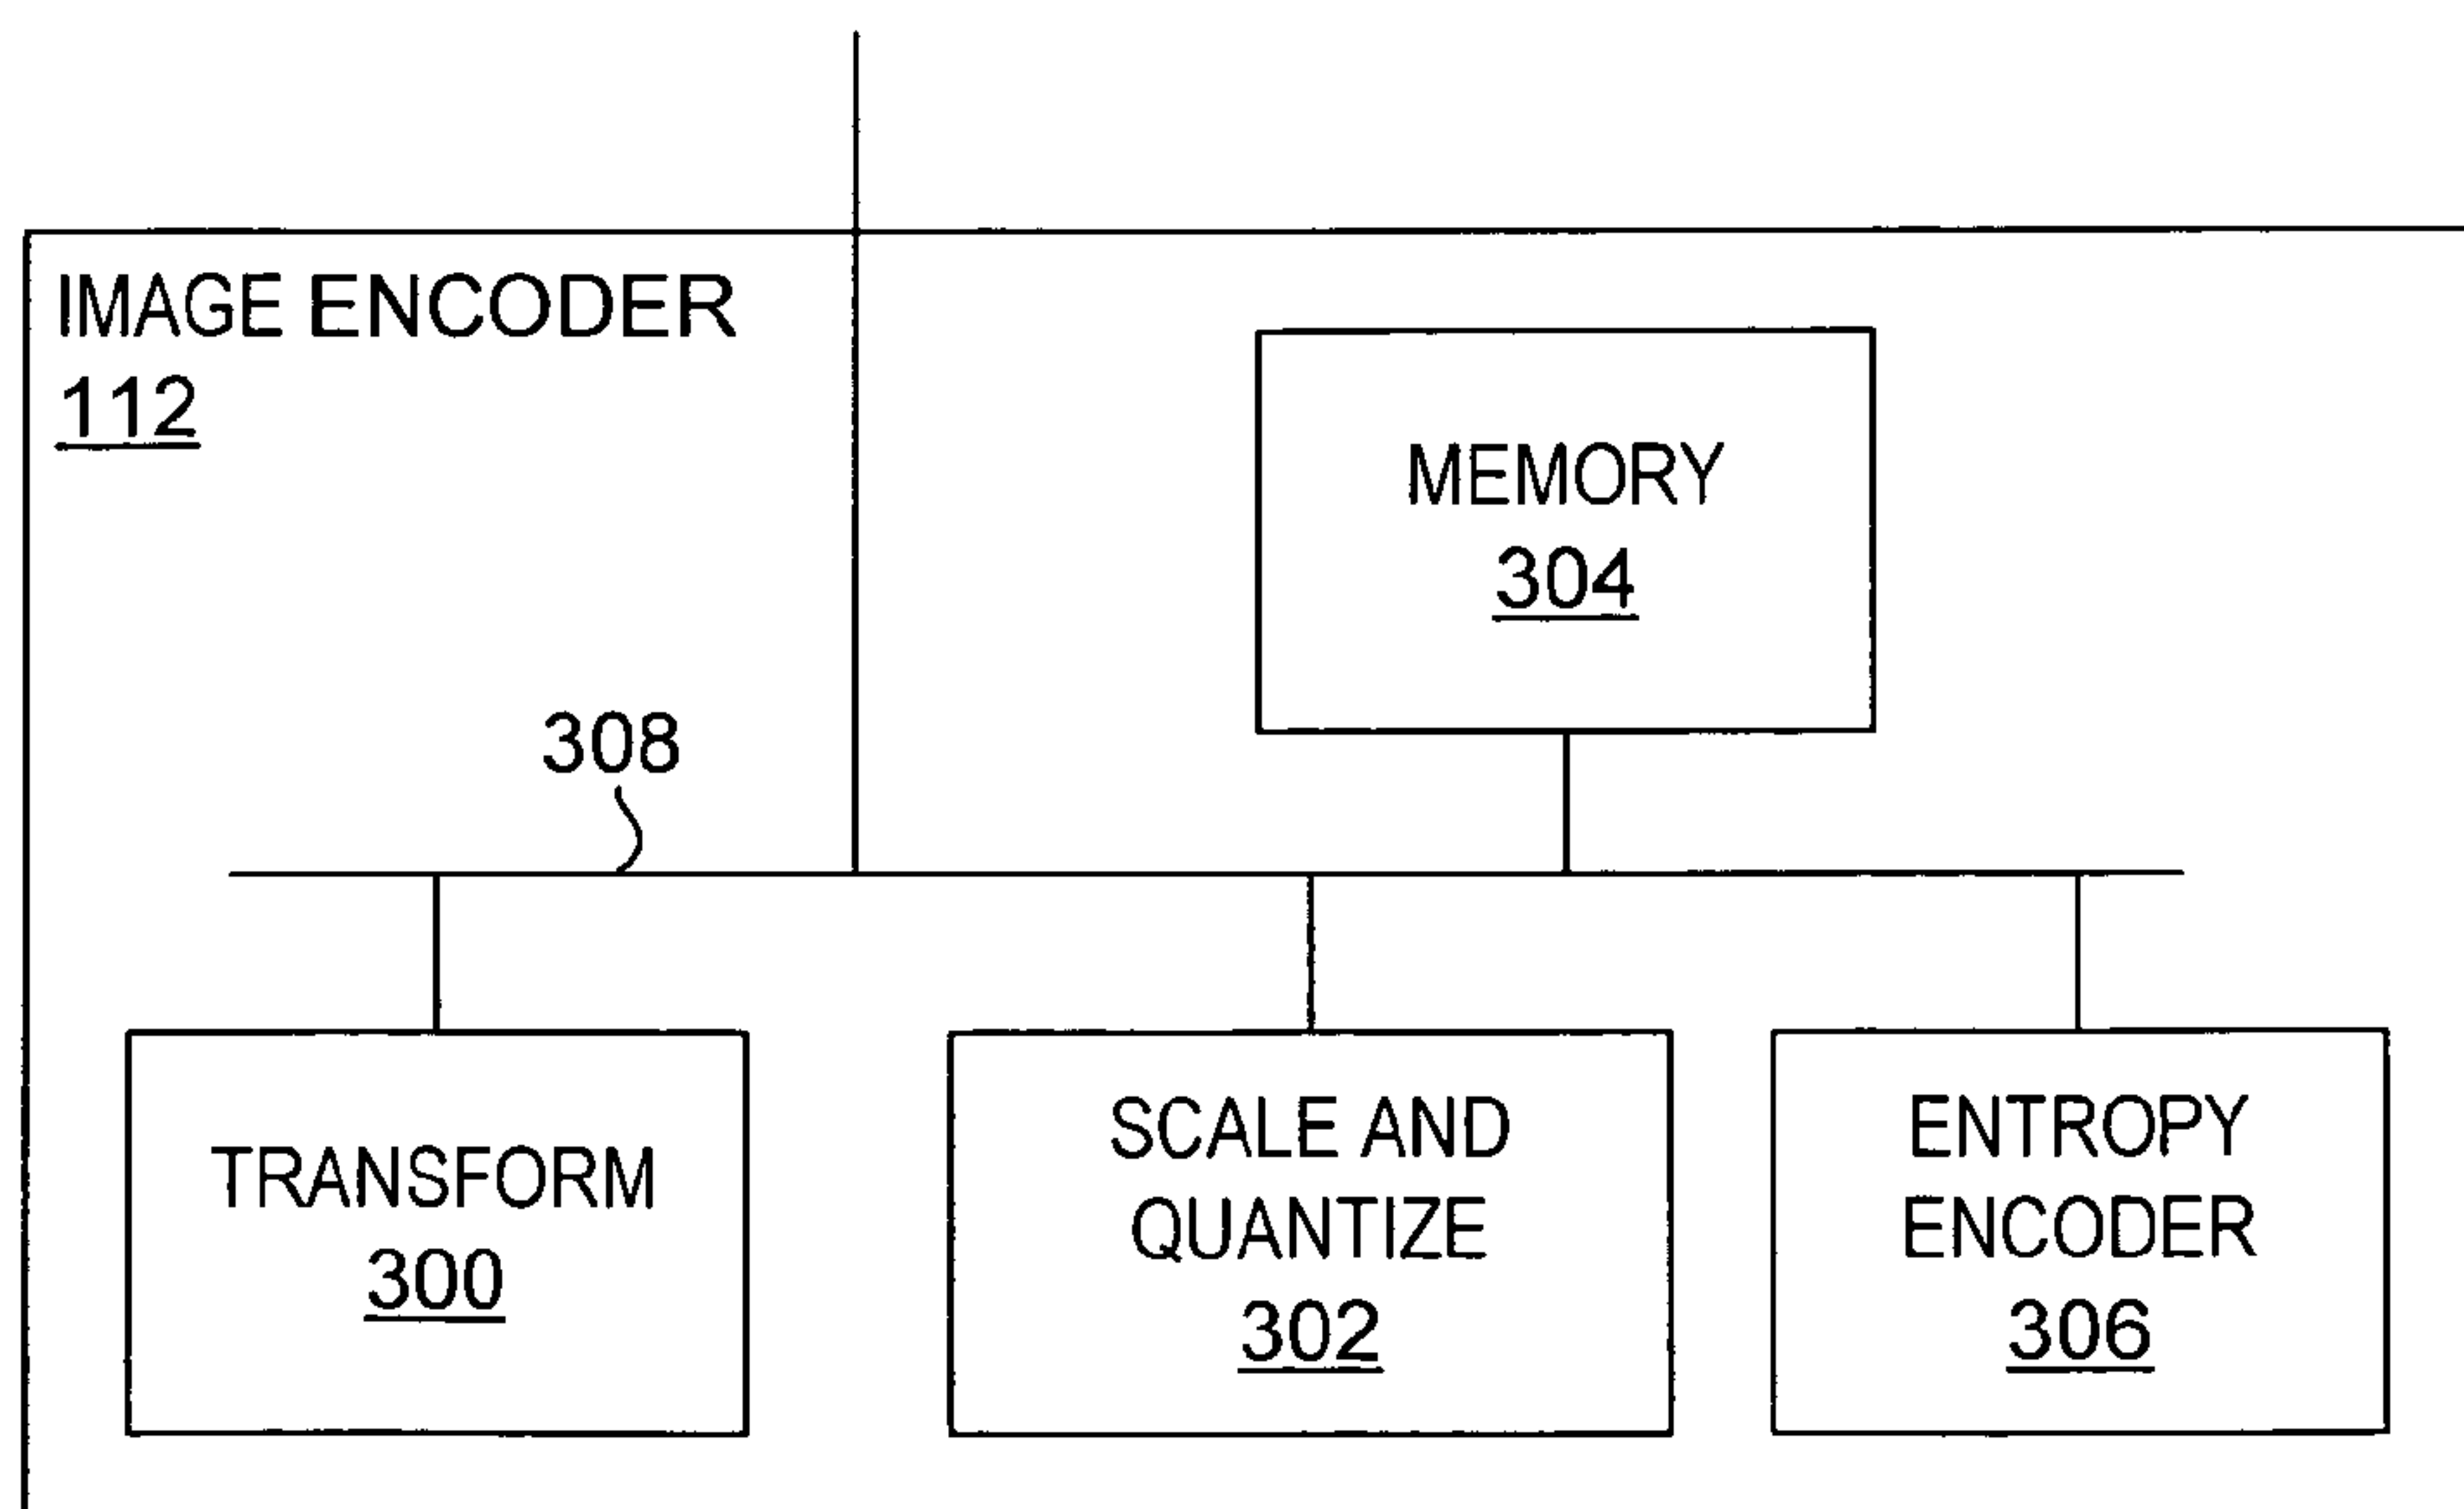 IMAGE ENCODER
112
MEMORY
304
308
TRANSFORM
300
SCALE AND
QUANTIZE
302
ENTROPY
ENCODER
306